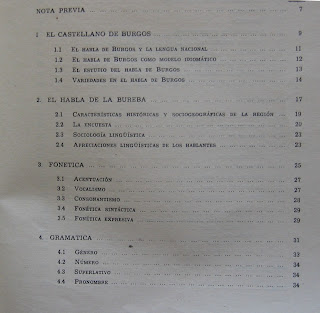 NOTA PREVIA ... 7
1 EL CASTELLANO DE BURGOS ... 9
1.1 EL HABLA DE BURGOS Y LA LENGUA NACIONAL ... 11
1.2 EL HABLA DE BURGOS COMO MODELO IDIOMÁTICO ... 12
1.3 EL ESTUDIO DEL HABLA DE BURGOS ... 13
1.4 VARIEDADES EN EL HABLA DE BURGOS ... 14
2. EL HABLA DE LA BUREBA ... 17
2.1 CARACTERÍSTICAS HISTÓRICAS Y SOCIOGEOGRÁFICAS DE LA REGIÓN ... 19
2.2 LA ENCUESTA ... 20
2.3 SOCIOLOGÍA LINGÜÍSTICA ... 21
2.4 APRECIACIONES LINGÜÍSTICAS DE LOS HABLANTES ... 23
3. FONÉTICA ... 25
3.1 ACENTUACIÓN ... 27
3.2 VOCALISMO ... 27
3.3 CONSONANTISMO ... 28
3.4 FONÉTICA SINTÁCTICA ... 29
3.5 FONÉTICA EXPRESIVA ... 29
4. GRAMÁTICA ... 31
4.1 GÉNERO ... 33
4.2 NÚMERO ... 34
4.3 SUPERLATIVO ... 34
4.4 PRONOMBRE ... 34